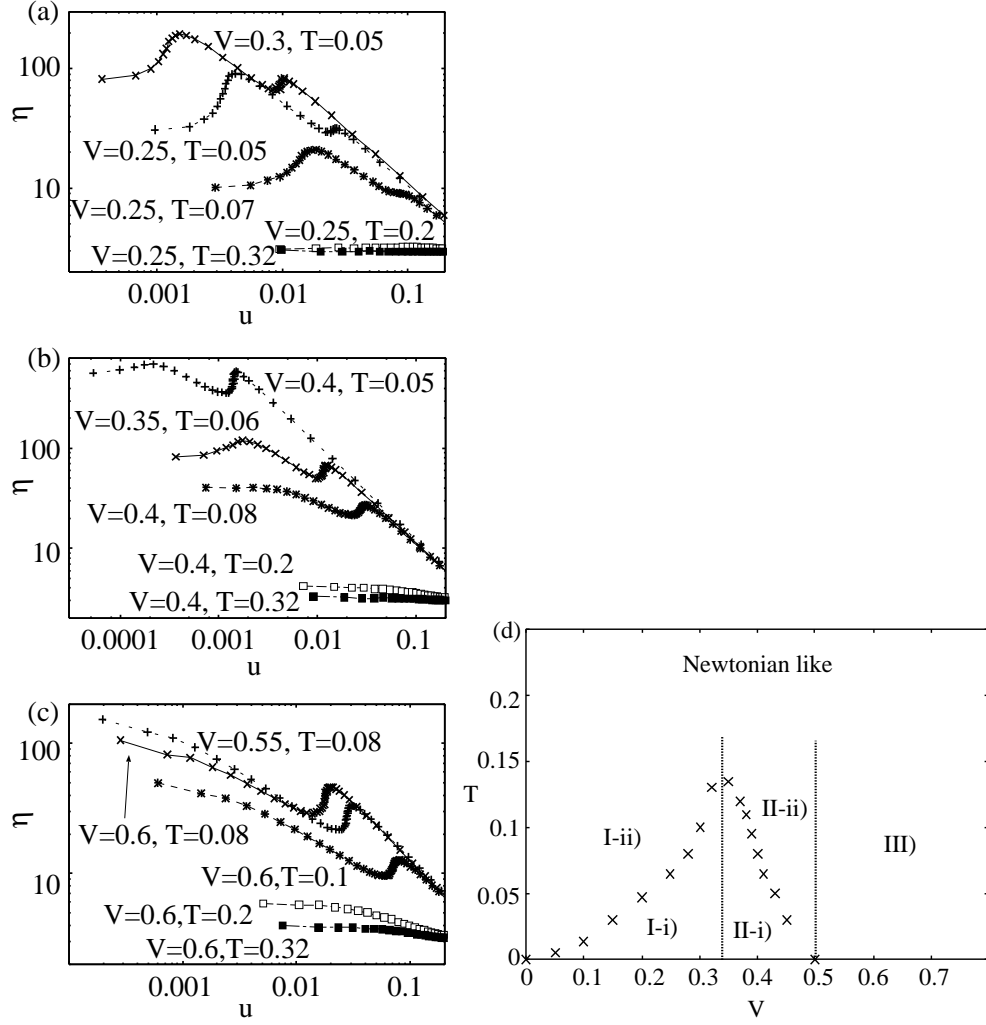 (a)
V=0.3, T=0.05
100
η
V=0.25, T=0.05
10
V=0.25, T=0.07
V=0.25, T=0.2
V=0.25, T=0.32
0.001 0.01 0.1
u
(b)
V=0.4, T=0.05
V=0.35, T=0.06
100
η
V=0.4, T=0.08
10
V=0.4, T=0.2
V=0.4, T=0.32
0.0001 0.001 0.01 0.1
u
(c)
100
V=0.55, T=0.08
η
V=0.6, T=0.08
10
V=0.6,T=0.1
V=0.6,T=0.2
V=0.6,T=0.32
0.001 0.01 0.1
u
(d)
Newtonian like
0.2
0.15
T
0.1
I-ii)
II-ii)
III)
0.05
I-i)
II-i)
0
0 0.1 0.2 0.3 0.4 0.5 0.6 0.7
V